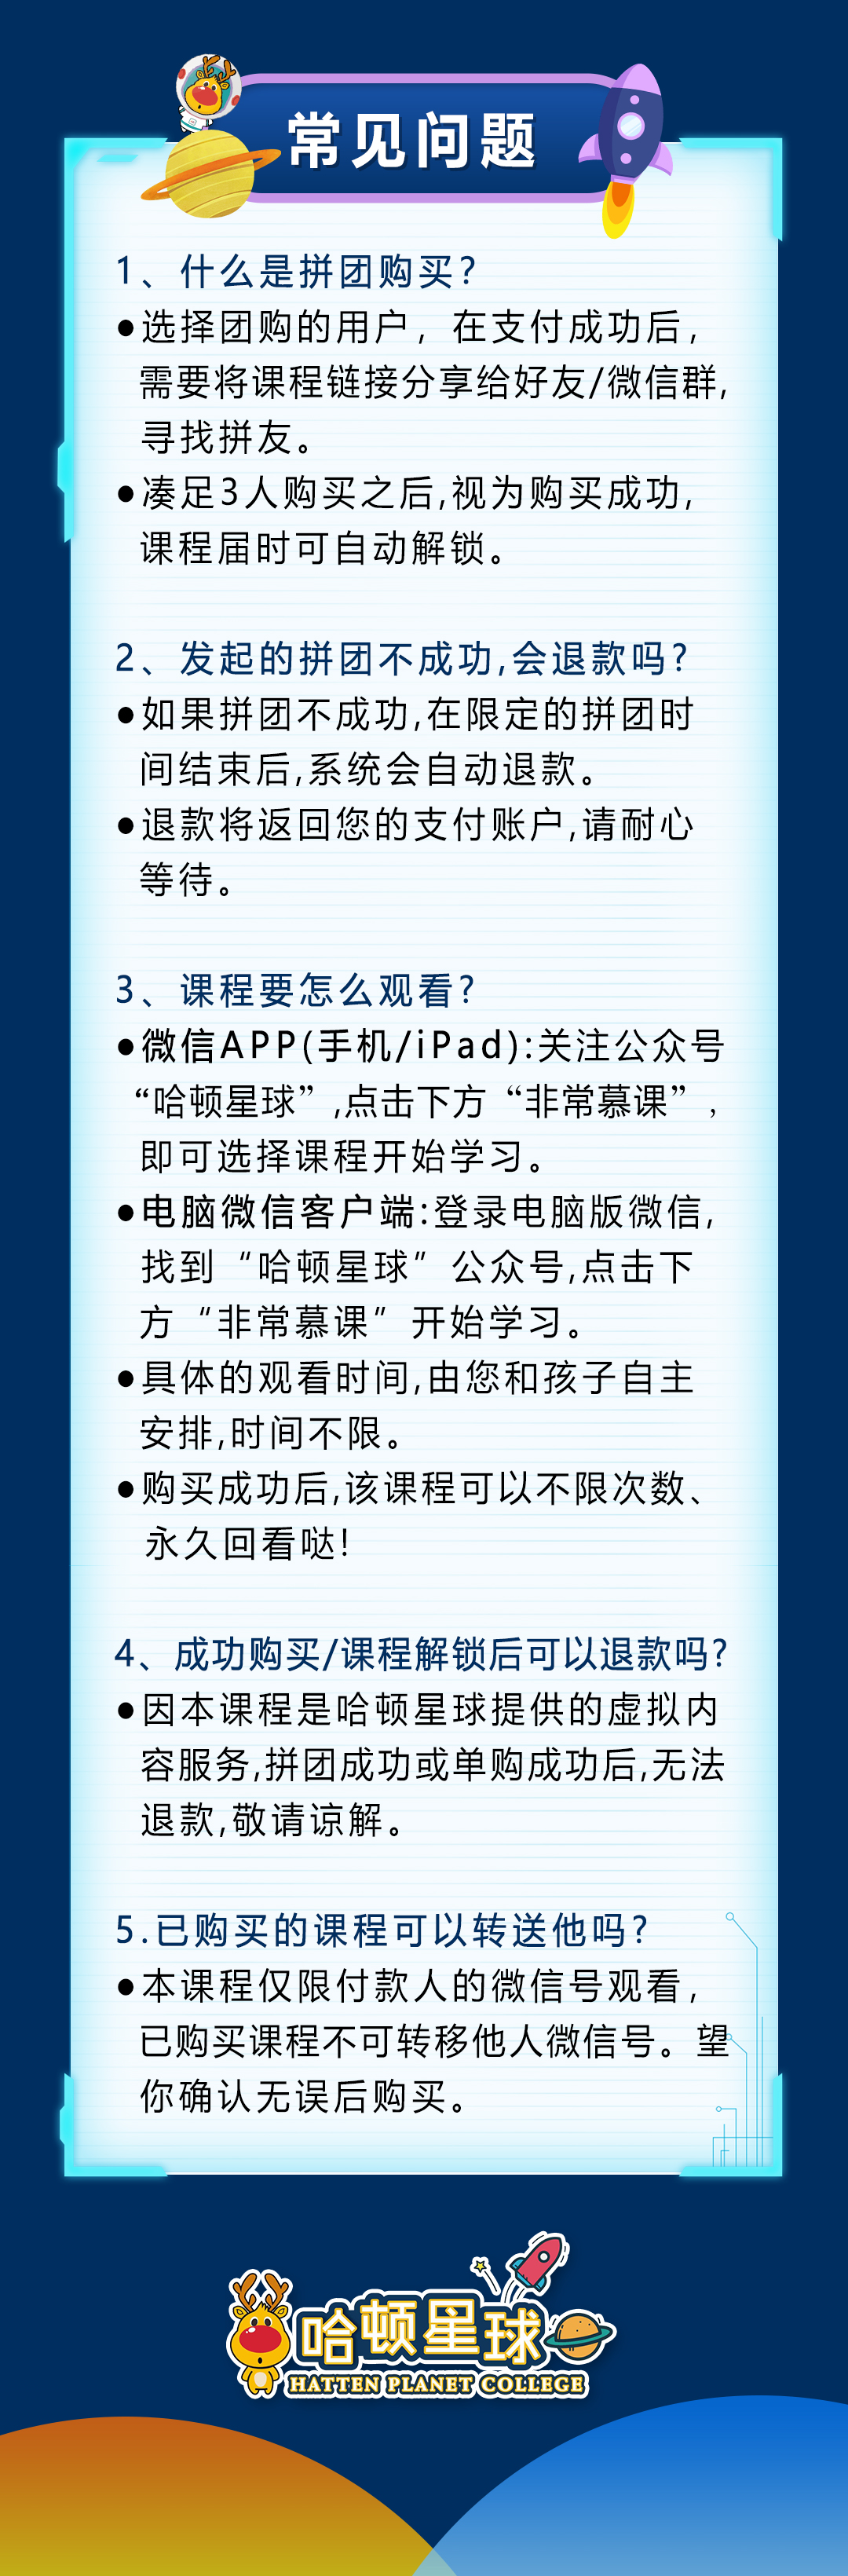 常见问题
1、什么是拼团购买?
●选择团购的用户，在支付成功后，
需要将课程链接分享给好友/微信群,
寻找拼友。
●凑足3人购买之后,视为购买成功,
课程届时可自动解锁。
2、发起的拼团不成功,会退款吗?
●如果拼团不成功,在限定的拼团时
间结束后,系统会自动退款。
●退款将返回您的支付账户,请耐心
等待。
3、课程要怎么观看?
●微信APP(手机/iPad):关注公众号
“哈顿星球”,点击下方“非常慕课”,
即可选择课程开始学习。
●电脑微信客户端:登录电脑版微信,
找到“哈顿星球”公众号,点击下
方“非常慕课”开始学习。
●具体的观看时间,由您和孩子自主
安排,时间不限。
●购买成功后,该课程可以不限次数、
永久回看哒!
4、成功购买/课程解锁后可以退款吗?
●因本课程是哈顿星球提供的虚拟内
容服务,拼团成功或单购成功后,无法
退款,敬请谅解。
5.已购买的课程可以转送他吗?
●本课程仅限付款人的微信号观看，
已购买课程不可转移他人微信号。望
你确认无误后购买。
哈顿星球
HATTEN PLANET COLLEGE